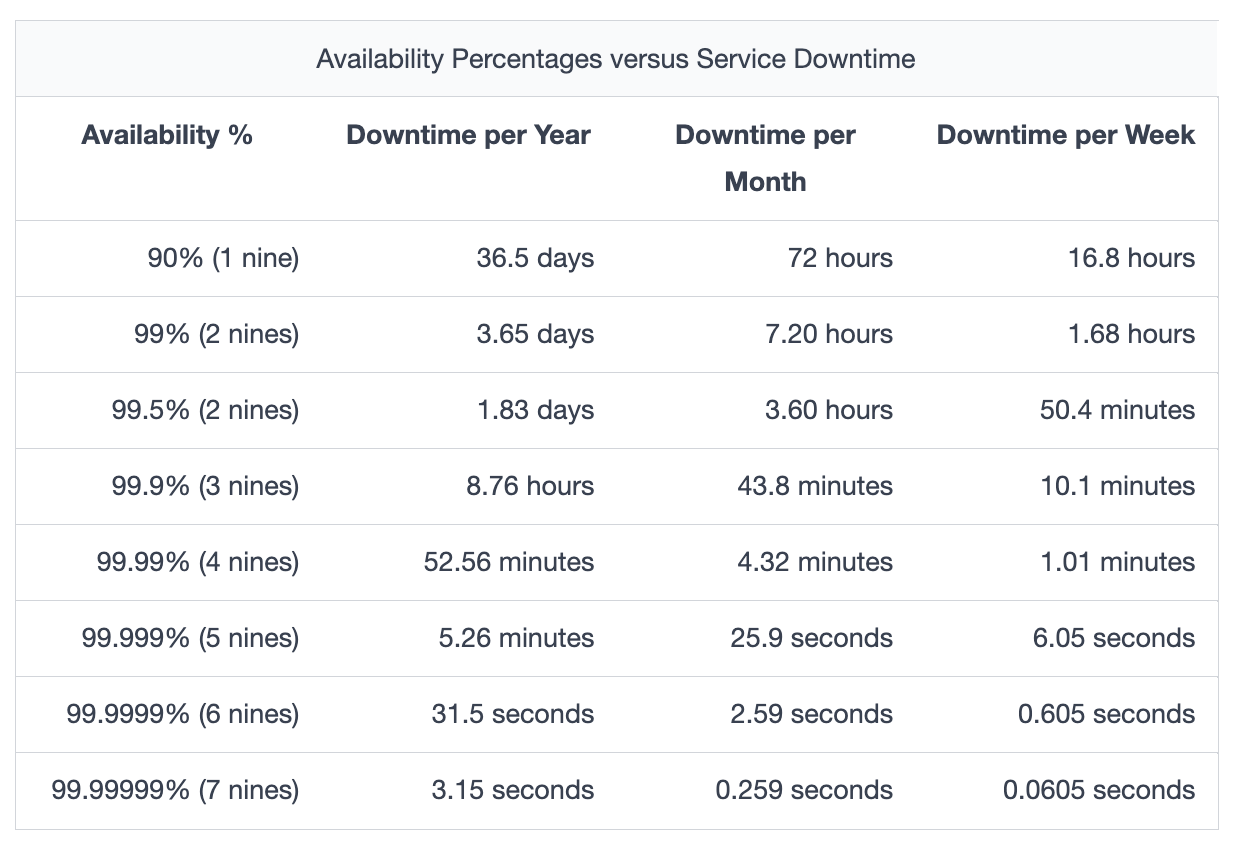 Availability Percentages versus Service Downtime
Availability % Downtime per Year Downtime per Month Downtime per Week
90% (1 nine) 36.5 days 72 hours 16.8 hours
99% (2 nines) 3.65 days 7.20 hours 1.68 hours
99.5% (2 nines) 1.83 days 3.60 hours 50.4 minutes
99.9% (3 nines) 8.76 hours 43.8 minutes 10.1 minutes
99.99% (4 nines) 52.56 minutes 4.32 minutes 1.01 minutes
99.999% (5 nines) 5.26 minutes 25.9 seconds 6.05 seconds
99.9999% (6 nines) 31.5 seconds 2.59 seconds 0.605 seconds
99.99999% (7 nines) 3.15 seconds 0.259 seconds 0.0605 seconds